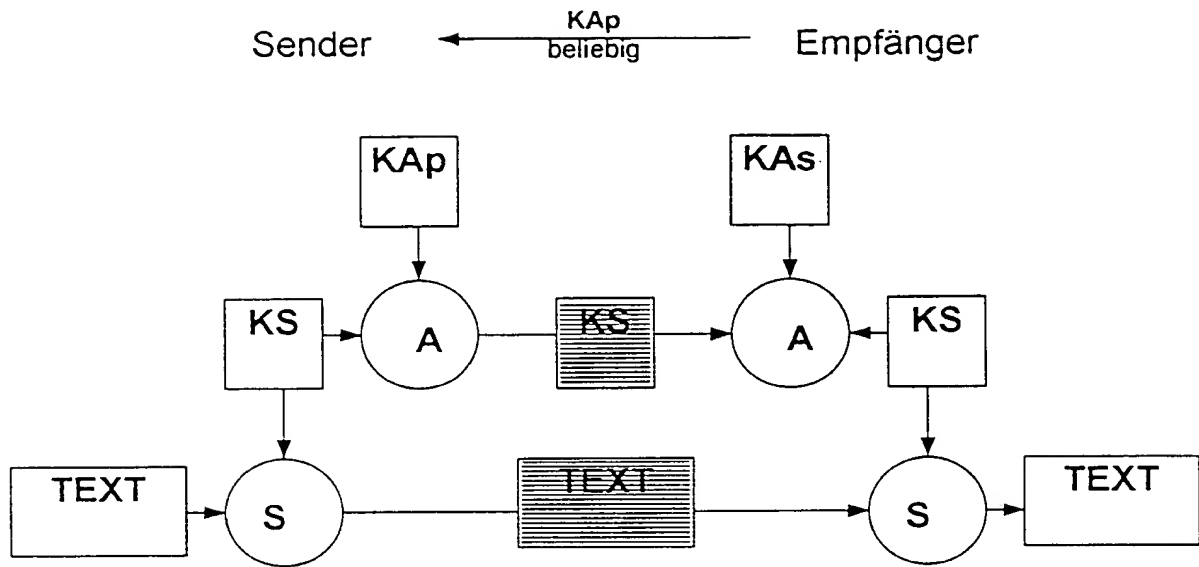 KAp
Sender
beliebig
Empfänger
KAp
KAs
KS
A
KS
A
KS
TEXT
S
TEXT
S
TEXT